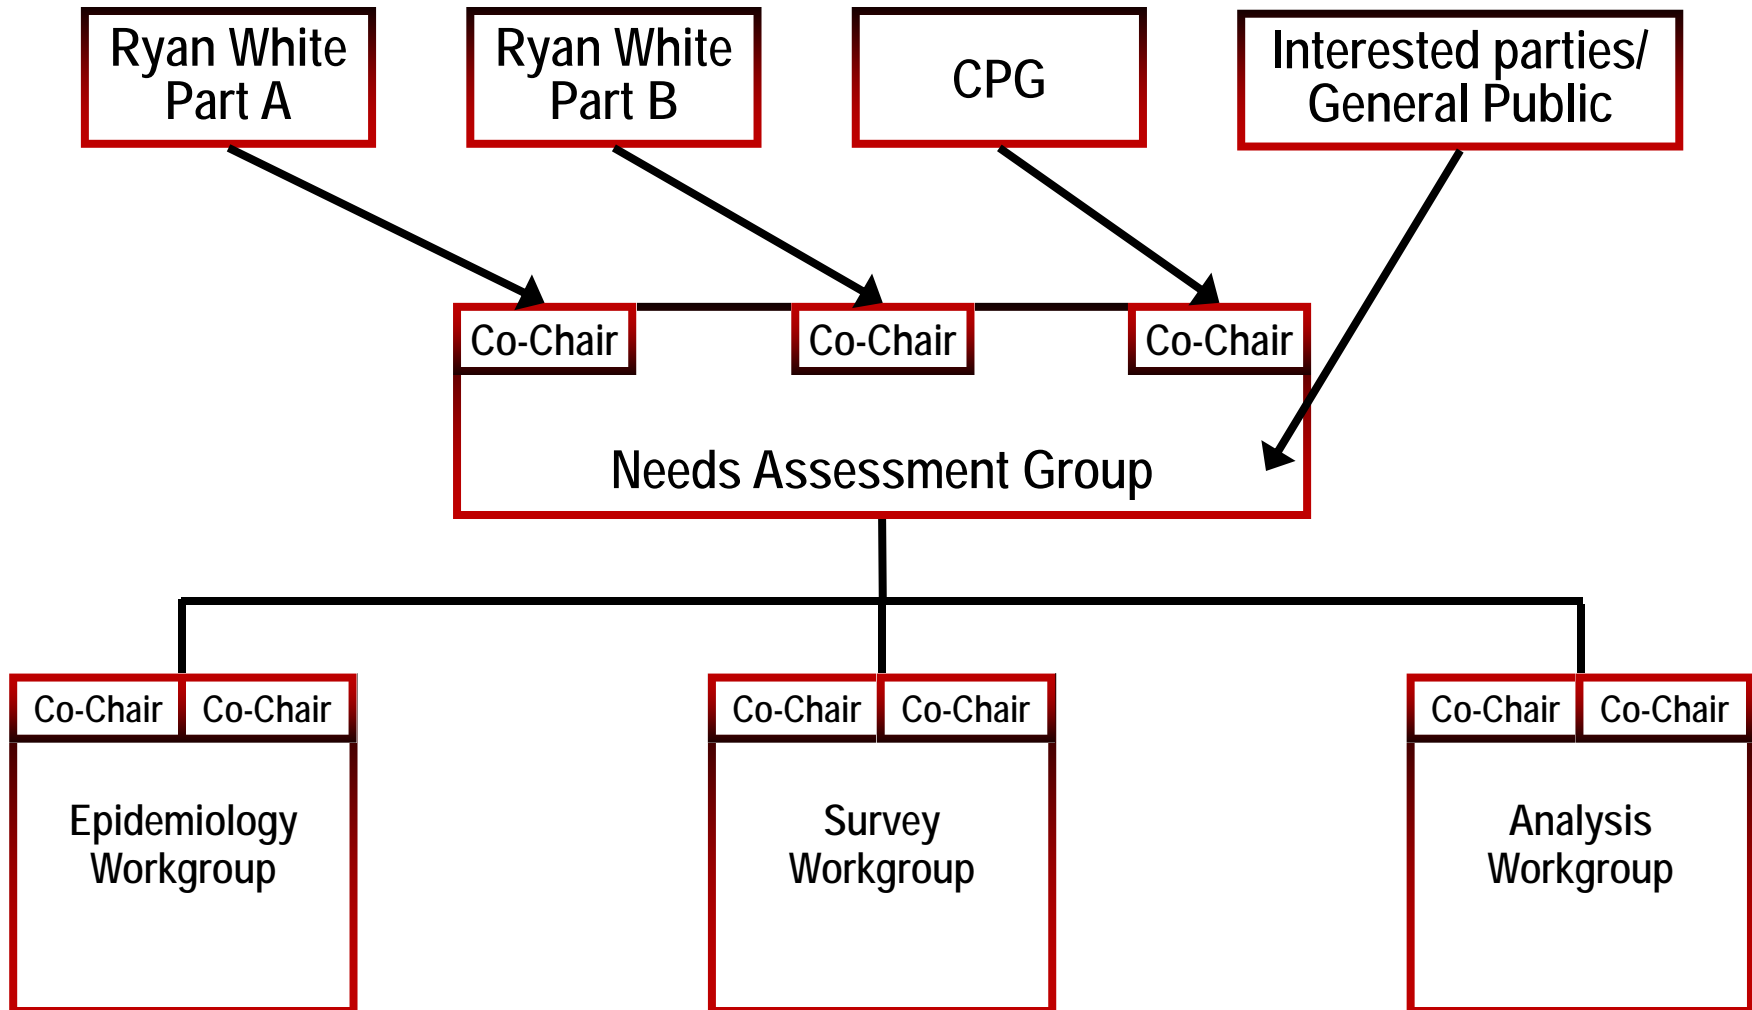 Ryan White
Part A
Ryan White
Part B
CPG
Interested parties/
General Public
Co-Chair
Co-Chair
Co-Chair
Needs Assessment Group
Co-Chair
Co-Chair
Epidemiology
Workgroup
Co-Chair
Co-Chair
Survey
Workgroup
Co-Chair
Co-Chair
Analysis
Workgroup